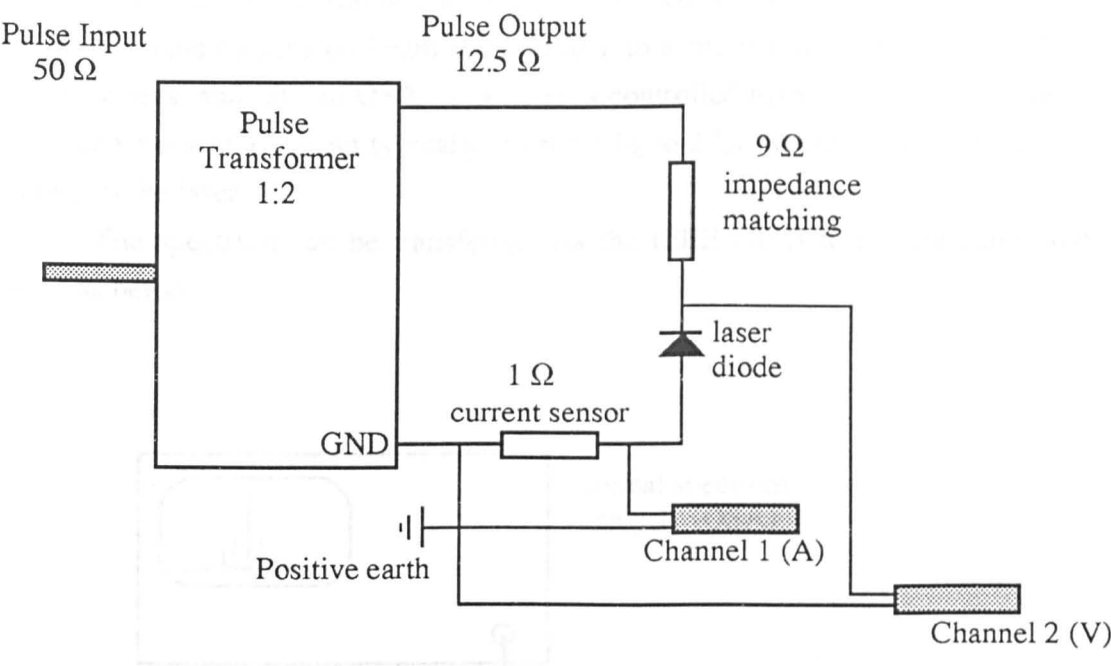 Pulse Input
50 Ω
Pulse Output
12.5 Ω
Pulse
Transformer
1:2
9 Ω
impedance
matching
laser
diode
1 Ω
current sensor
GND
Channel 1 (A)
Positive earth
Channel 2 (V)